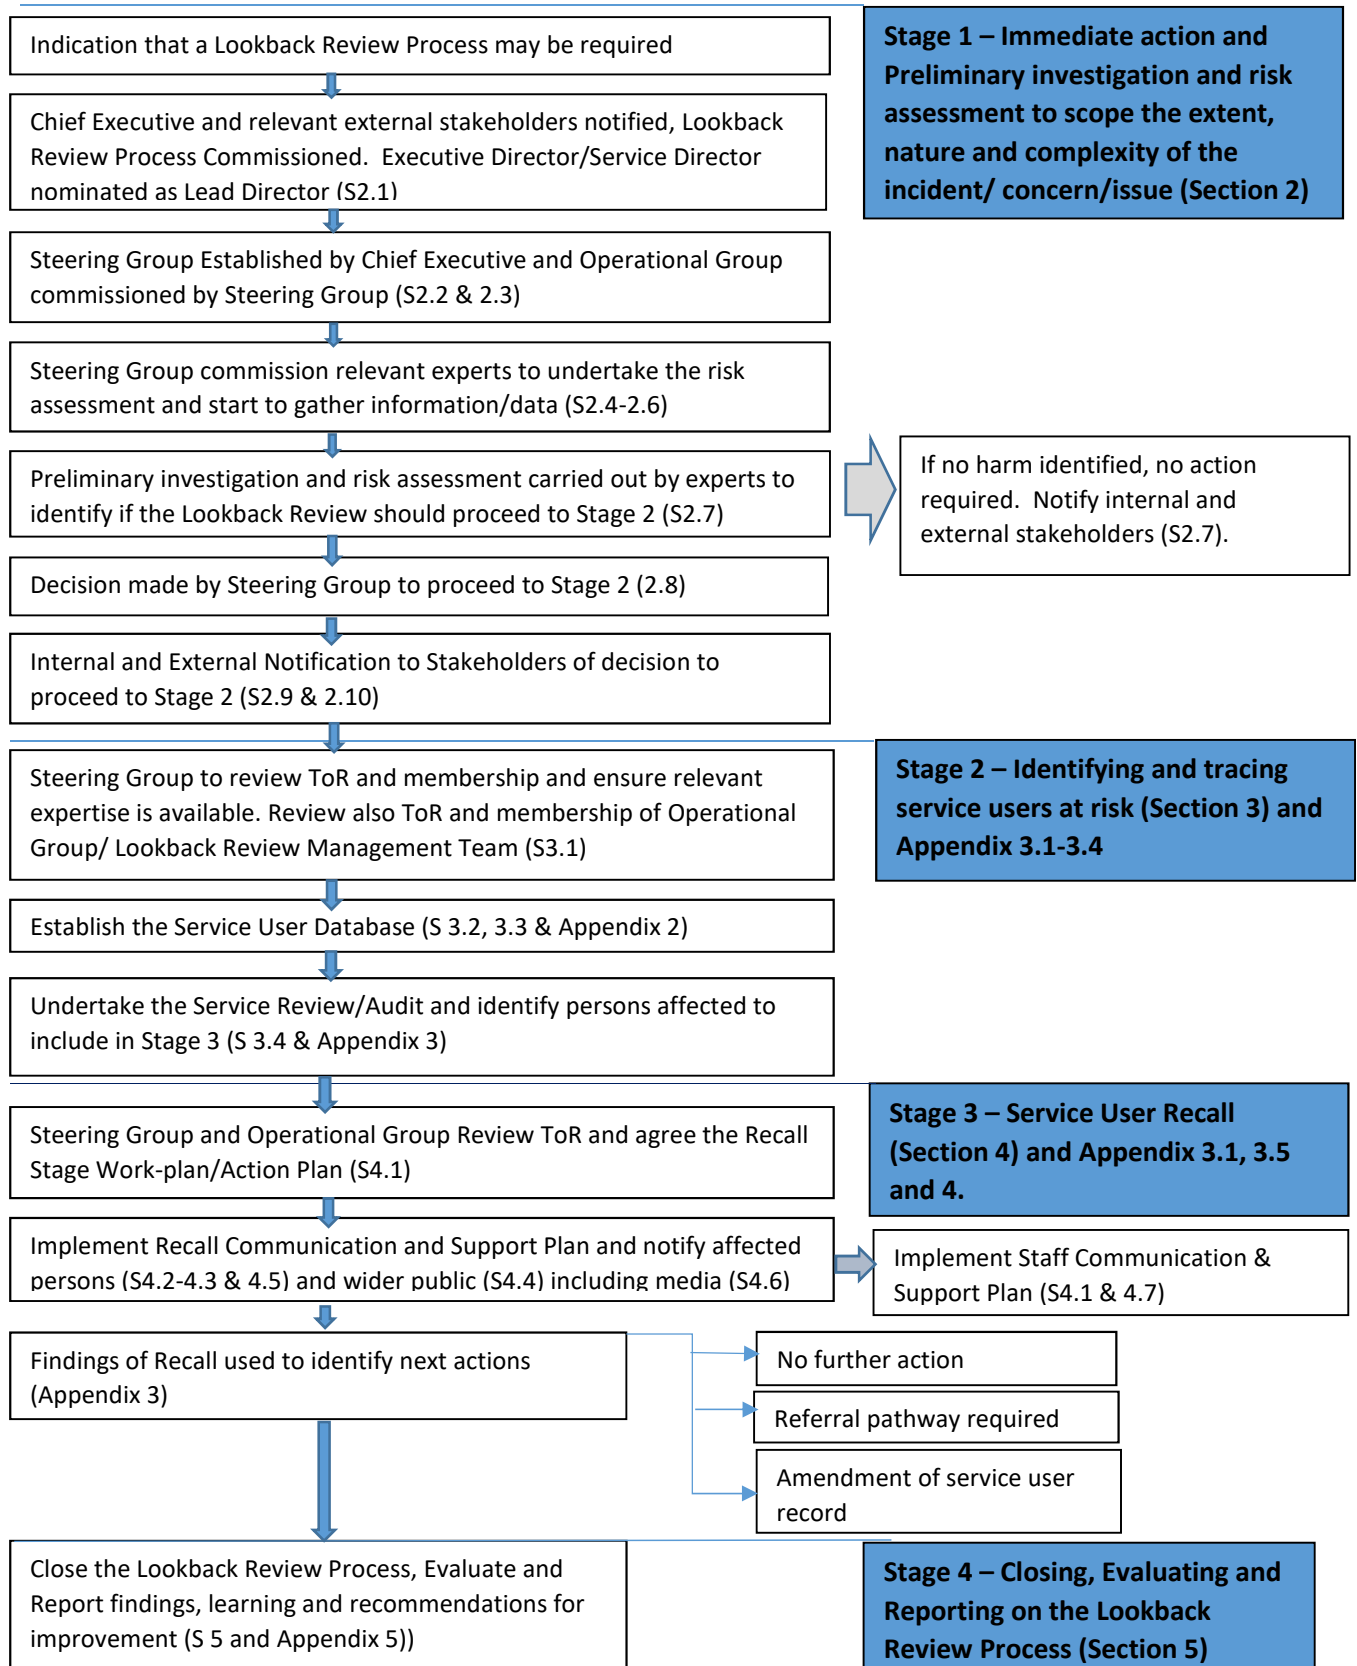 Indication that a Lookback Review Process may be required
Stage 1 – Immediate action and
Preliminary investigation and risk
assessment to scope the extent,
nature and complexity of the
incident/ concern/issue (Section 2)
Chief Executive and relevant external stakeholders notified, Lookback
Review Process Commissioned.  Executive Director/Service Director
nominated as Lead Director (S2.1)
Steering Group Established by Chief Executive and Operational Group
commissioned by Steering Group (S2.2 & 2.3)
Steering Group commission relevant experts to undertake the risk
assessment and start to gather information/data (S2.4-2.6)
Preliminary investigation and risk assessment carried out by experts to
identify if the Lookback Review should proceed to Stage 2 (S2.7)
If no harm identified, no action
required.  Notify internal and
external stakeholders (S2.7).
Decision made by Steering Group to proceed to Stage 2 (2.8)
Internal and External Notification to Stakeholders of decision to
proceed to Stage 2 (S2.9 & 2.10)
Stage 2 – Identifying and tracing
service users at risk (Section 3) and
Appendix 3.1-3.4
Steering Group to review ToR and membership and ensure relevant
expertise is available. Review also ToR and membership of Operational
Group/ Lookback Review Management Team (S3.1)
Establish the Service User Database (S 3.2, 3.3 & Appendix 2)
Undertake the Service Review/Audit and identify persons affected to
include in Stage 3 (S 3.4 & Appendix 3)
Stage 3 – Service User Recall
(Section 4) and Appendix 3.1, 3.5
and 4.
Steering Group and Operational Group Review ToR and agree the Recall
Stage Work-plan/Action Plan (S4.1)
Implement Recall Communication and Support Plan and notify affected
persons (S4.2-4.3 & 4.5) and wider public (S4.4) including media (S4.6)
Implement Staff Communication &
Support Plan (S4.1 & 4.7)
Findings of Recall used to identify next actions
(Appendix 3)
No further action
Referral pathway required
Amendment of service user
record
Close the Lookback Review Process, Evaluate and
Report findings, learning and recommendations for
improvement (S 5 and Appendix 5))
Stage 4 – Closing, Evaluating and
Reporting on the Lookback
Review Process (Section 5)